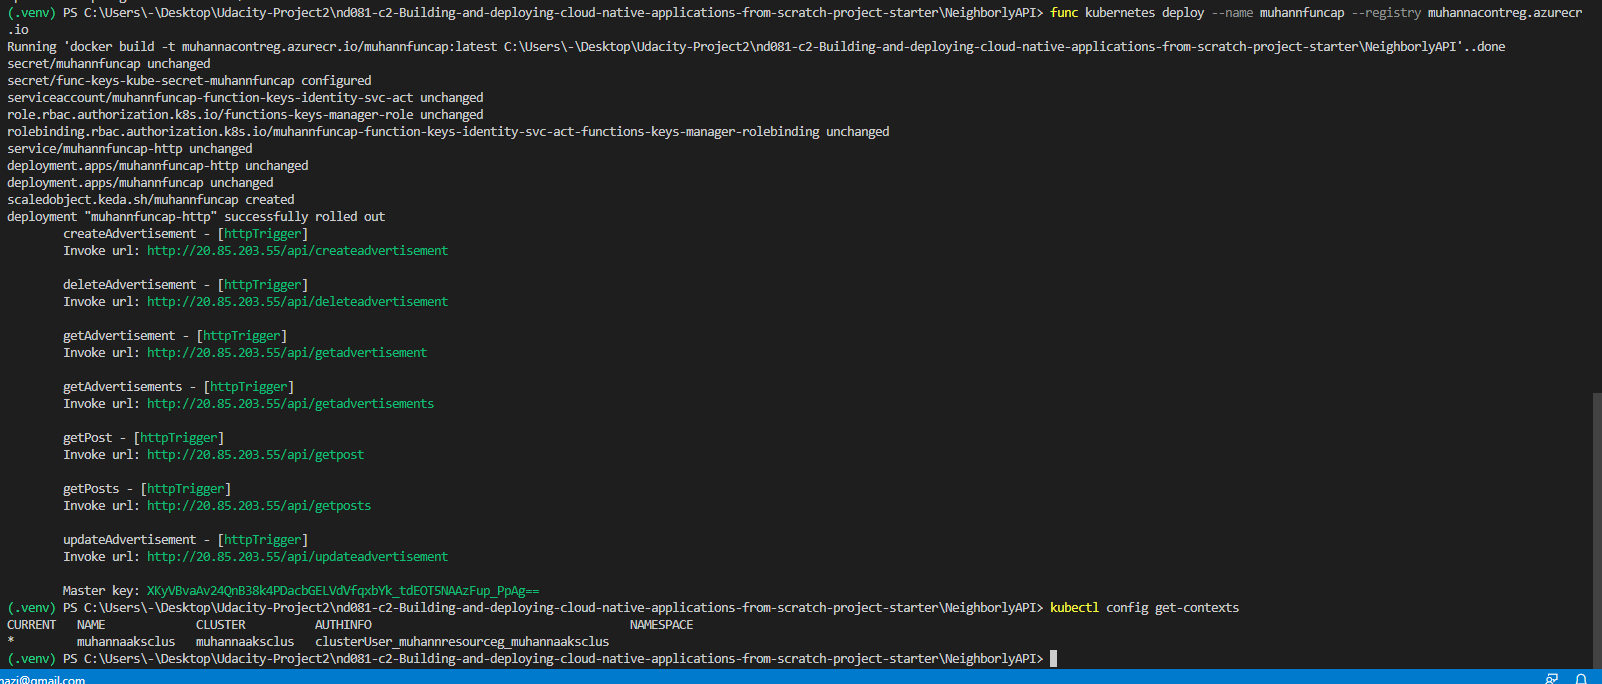 (.venv) PS C:\Users\-\Desktop\Udacity-Project2\nd081-c2-Building-and-deploying-cloud-native-applications-from-scratch-project-starter\NeighborlyAPI> func kubernetes deploy --name muhannfuncap --registry muhannacontreg.azurecr
.io
Running 'docker build -t muhannacontreg.azurecr.io/muhannfuncap:latest C:\Users\-\Desktop\Udacity-Project2\nd081-c2-Building-and-deploying-cloud-native-applications-from-scratch-project-starter\NeighborlyAPI'..done
secret/muhannfuncap unchanged
secret/func-keys-kube-secret-muhannfuncap configured
serviceaccount/muhannfuncap-function-keys-identity-svc-act unchanged
role.rbac.authorization.k8s.io/functions-keys-manager-role unchanged
rolebinding.rbac.authorization.k8s.io/muhannfuncap-function-keys-identity-svc-act-functions-keys-manager-rolebinding unchanged
service/muhannfuncap-http unchanged
deployment.apps/muhannfuncap-http unchanged
deployment.apps/muhannfuncap unchanged
scaledobject.keda.sh/muhannfuncap created
deployment "muhannfuncap-http" successfully rolled out
createAdvertisement - [httpTrigger]
Invoke url: http://20.85.203.55/api/createadvertisement
deleteAdvertisement - [httpTrigger]
Invoke url: http://20.85.203.55/api/deleteadvertisement
getAdvertisement - [httpTrigger]
Invoke url: http://20.85.203.55/api/getadvertisement
getAdvertisements - [httpTrigger]
Invoke url: http://20.85.203.55/api/getadvertisements
getPost - [httpTrigger]
Invoke url: http://20.85.203.55/api/getpost
getPosts - [httpTrigger]
Invoke url: http://20.85.203.55/api/getposts
updateAdvertisement - [httpTrigger]
Invoke url: http://20.85.203.55/api/updateadvertisement
Master key: XKyVBvaAv24QnB38k4PDacbGELVdVfqxbYk_tdEOT5NAAzFup_PpAg==
(.venv) PS C:\Users\-\Desktop\Udacity-Project2\nd081-c2-Building-and-deploying-cloud-native-applications-from-scratch-project-starter\NeighborlyAPI> kubectl config get-contexts
CURRENT NAME CLUSTER AUTHINFO NAMESPACE
* muhannaaksclus muhannaaksclus clusterUser_muhannresourceg_muhannaaksclus
(.venv) PS C:\Users\-\Desktop\Udacity-Project2\nd081-c2-Building-and-deploying-cloud-native-applications-from-scratch-project-starter\NeighborlyAPI>